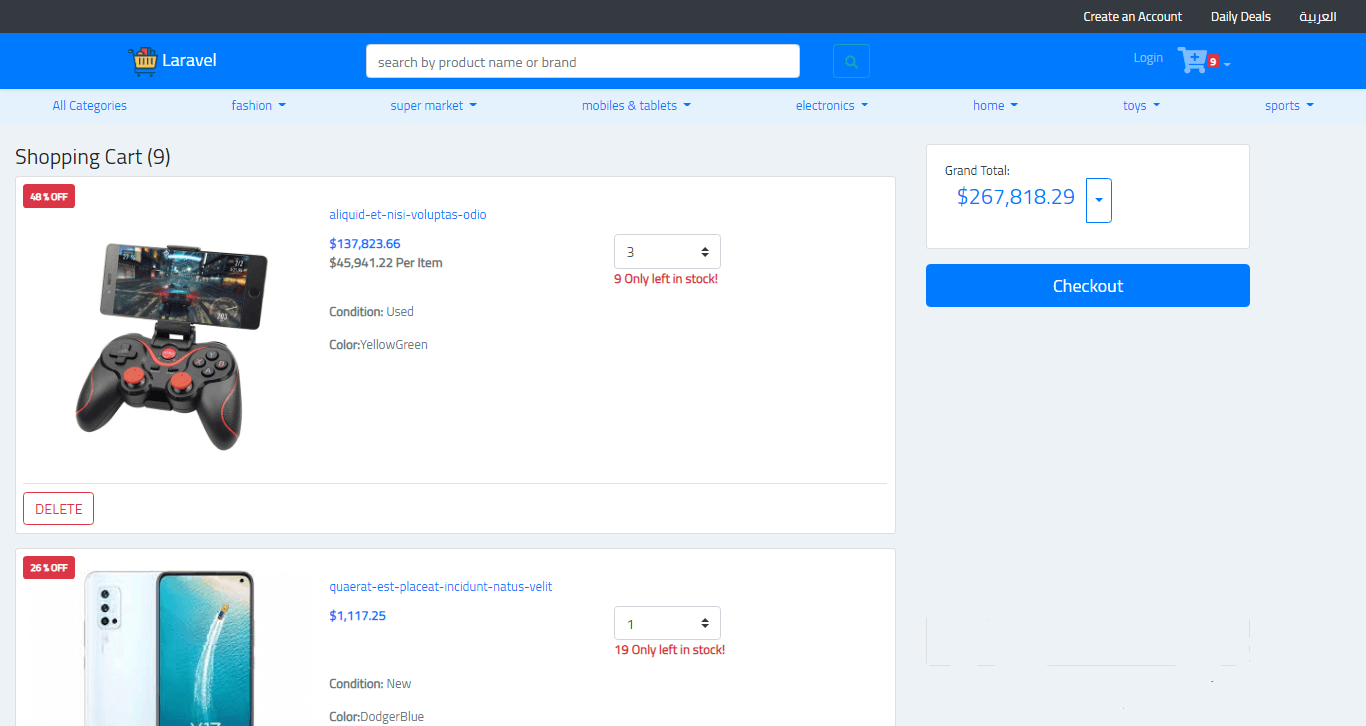 Create an Account Daily Deals العربية
Laravel search by product name or brand Login 9
All Categories fashion super market mobiles & tablets electronics home toys sports
Shopping Cart (9)
48 % OFF
aliquid-et-nisi-voluptas-odio
$137,823.66
$45,941.22 Per Item
3
9 Only left in stock!
Condition: Used
Color:YellowGreen
DELETE
Grand Total:
$267,818.29
Checkout
26 % OFF
quaerat-est-placeat-incidunt-natus-velit
$1,117.25
1
19 Only left in stock!
Condition: New
Color:DodgerBlue